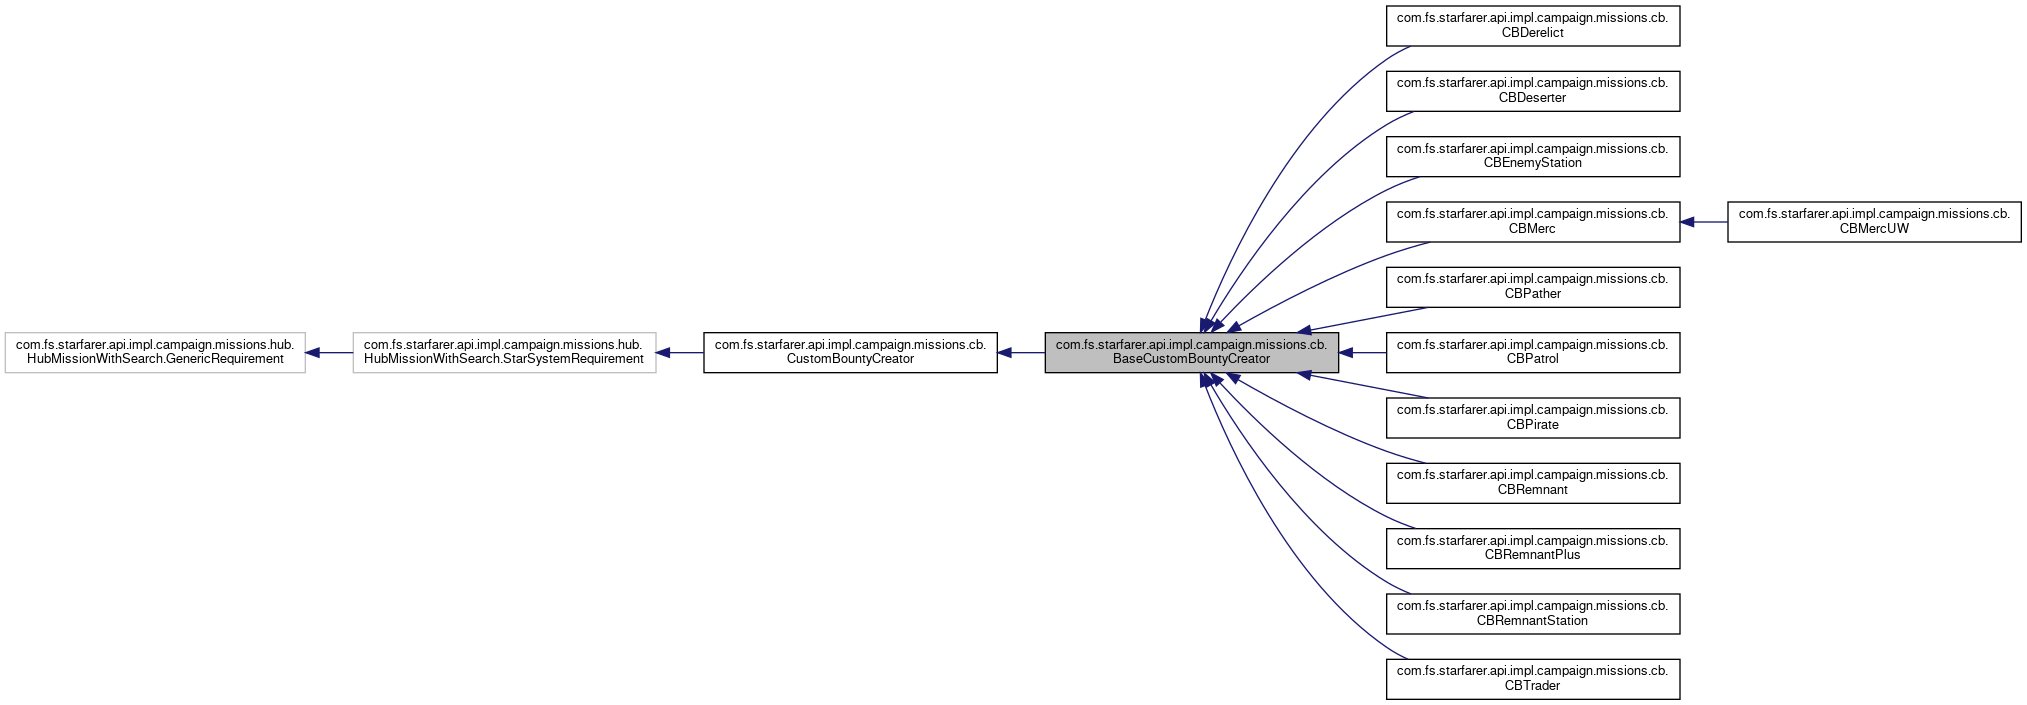 com.fs.starfarer.api.impl.campaign.missions.hub.
HubMissionWithSearch.GenericRequirement
com.fs.starfarer.api.impl.campaign.missions.hub.
HubMissionWithSearch.StarSystemRequirement
com.fs.starfarer.api.impl.campaign.missions.cb.
CustomBountyCreator
com.fs.starfarer.api.impl.campaign.missions.cb.
BaseCustomBountyCreator
com.fs.starfarer.api.impl.campaign.missions.cb.
CBDerelict
com.fs.starfarer.api.impl.campaign.missions.cb.
CBDeserter
com.fs.starfarer.api.impl.campaign.missions.cb.
CBEnemyStation
com.fs.starfarer.api.impl.campaign.missions.cb.
CBMerc
com.fs.starfarer.api.impl.campaign.missions.cb.
CBMercUW
com.fs.starfarer.api.impl.campaign.missions.cb.
CBPather
com.fs.starfarer.api.impl.campaign.missions.cb.
CBPatrol
com.fs.starfarer.api.impl.campaign.missions.cb.
CBPirate
com.fs.starfarer.api.impl.campaign.missions.cb.
CBRemnant
com.fs.starfarer.api.impl.campaign.missions.cb.
CBRemnantPlus
com.fs.starfarer.api.impl.campaign.missions.cb.
CBRemnantStation
com.fs.starfarer.api.impl.campaign.missions.cb.
CBTrader